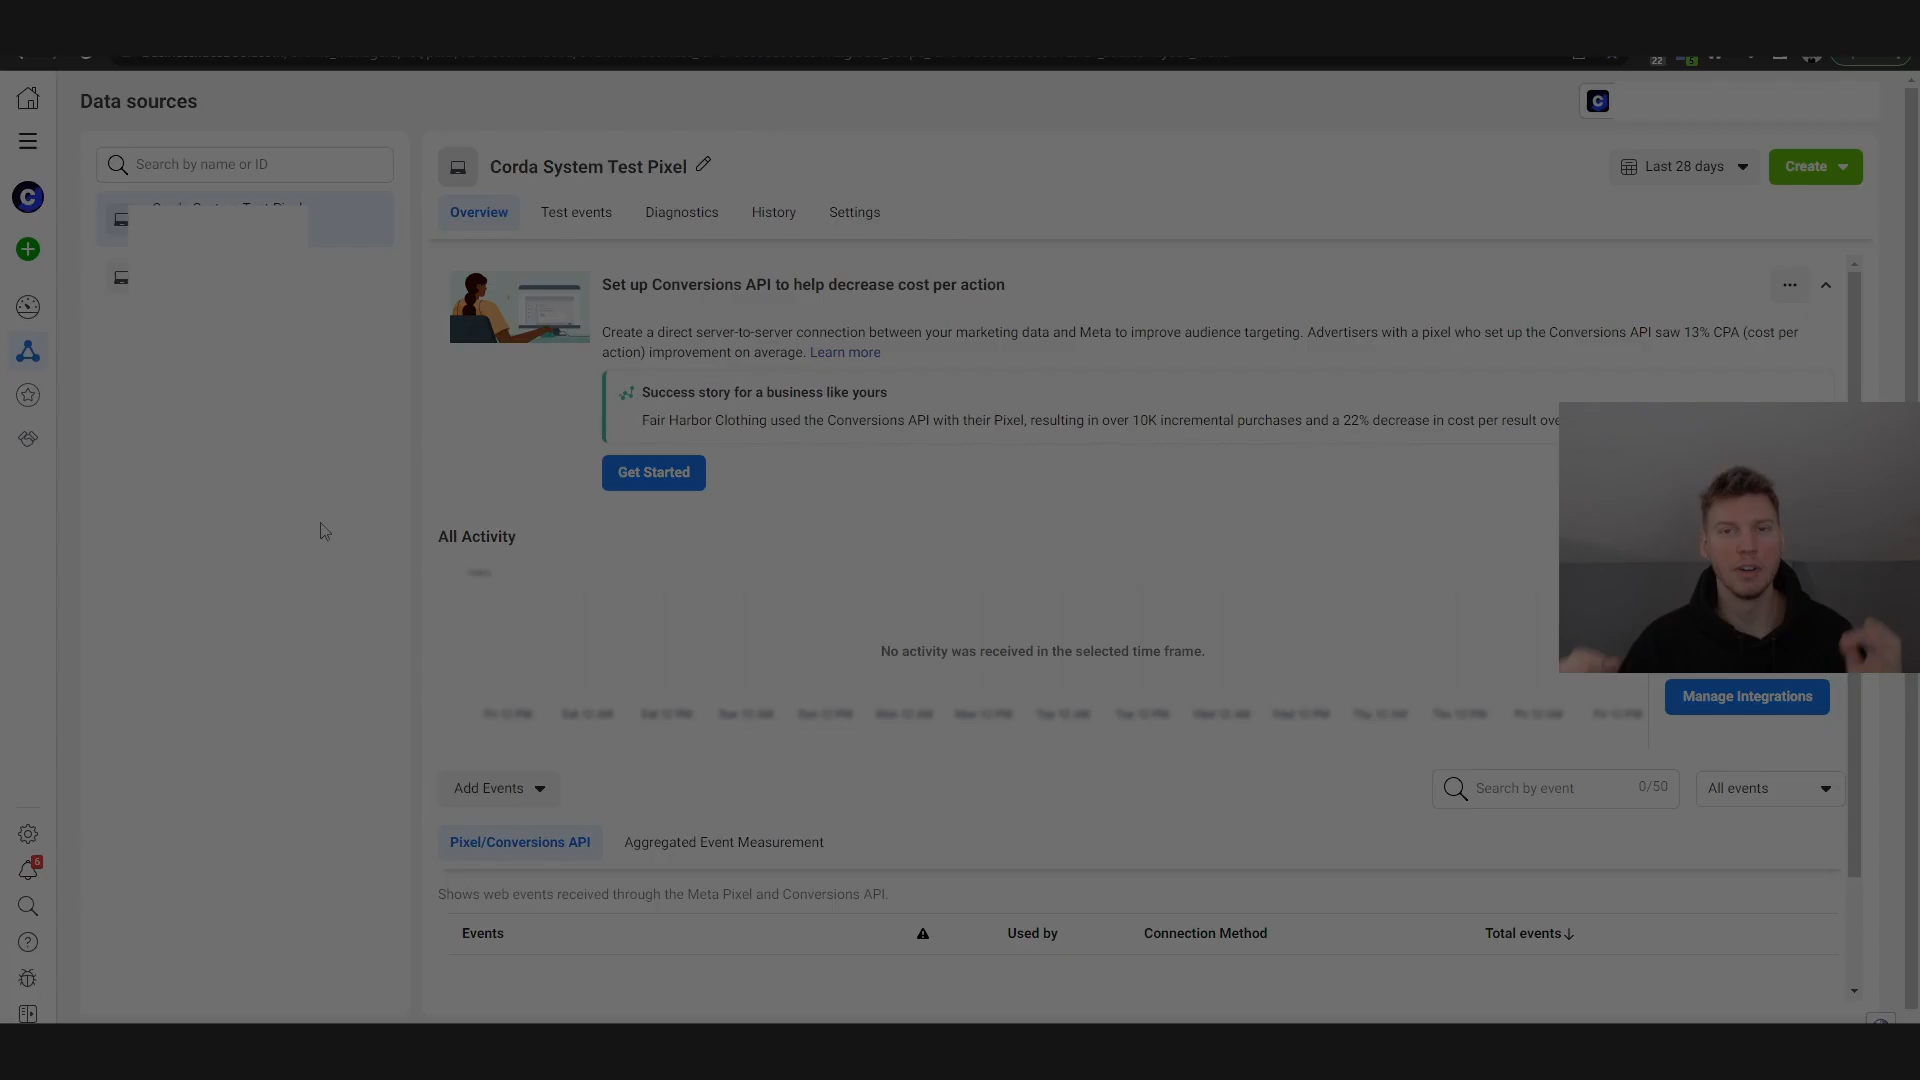 22
5
Data sources
C
Search by name or ID
Corda System Test Pixel
Last 28 days
Create
C
Overview
Test events
Diagnostics
History
Settings
Set up Conversions API to help decrease cost per action
Create a direct server-to-server connection between your marketing data and Meta to improve audience targeting. Advertisers with a pixel who set up the Conversions API saw 13% CPA (cost per
action) improvement on average. Learn more
Success story for a business like yours
Fair Harbor Clothing used the Conversions API with their Pixel, resulting in over 10K incremental purchases and a 22% decrease in cost per result
Get Started
All Activity
No activity was received in the selected time frame.
Manage Integrations
Add Events
Search by event
0/50
All events
Pixel/Conversions API
Aggregated Event Measurement
6
Shows web events received through the Meta Pixel and Conversions API.
Events
Used by
Connection Method
Total events